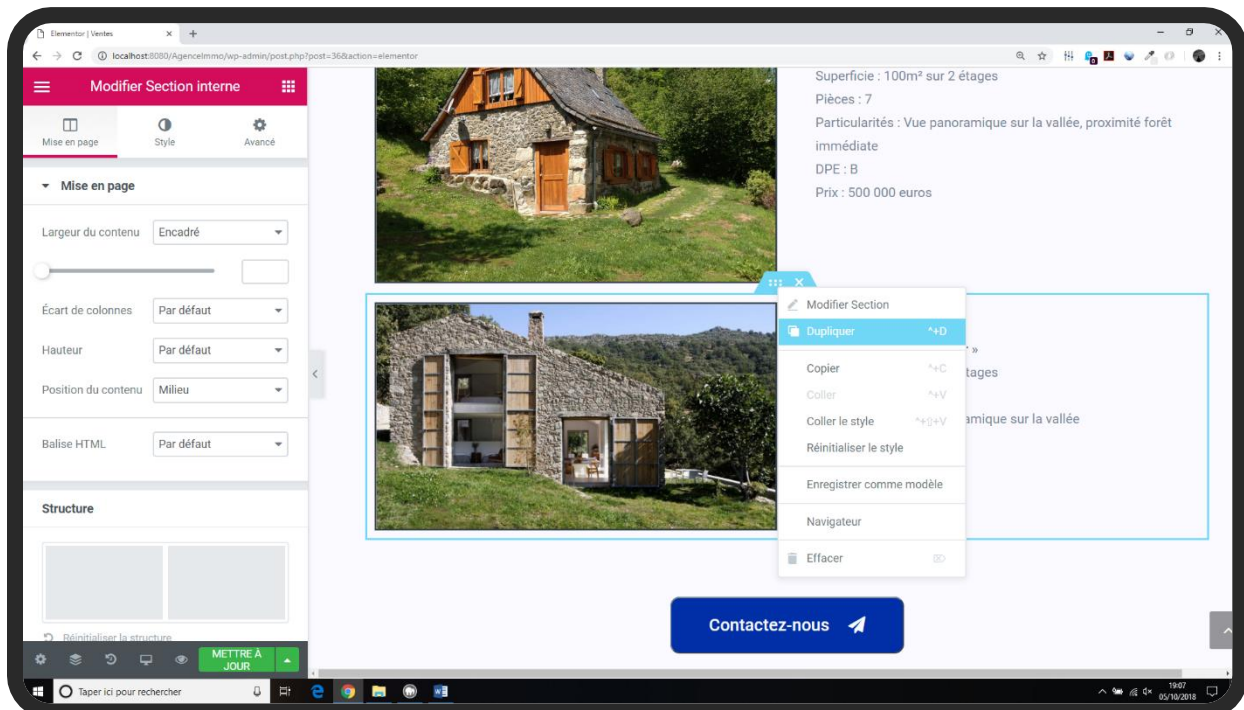 Elementor | Ventes
localhost:8080/AgenceImmo/wp-admin/post.php?post=36&action=elementor
Modifier Section interne
Mise en page
Style
Avancé
Mise en page
Largeur du contenu
Encadré
Écart de colonnes
Par défaut
Hauteur
Par défaut
Position du contenu
Milieu
Balise HTML
Par défaut
Structure
Réinitialiser la structure
METTRE À
JOUR
Superficie : 100m² sur 2 étages
Pièces : 7
Particularités : Vue panoramique sur la vallée, proximité forêt
immédiate
DPE : B
Prix : 500 000 euros
Modifier Section
Dupliquer ^+D
Copier ^+C
Coller ^+V
Coller le style ^+⇧+V
Réinitialiser le style
Enregistrer comme modèle
Navigateur
Effacer
»
tages
amique sur la vallée
Contactez-nous
Taper ici pour rechercher
19:07
05/10/2018